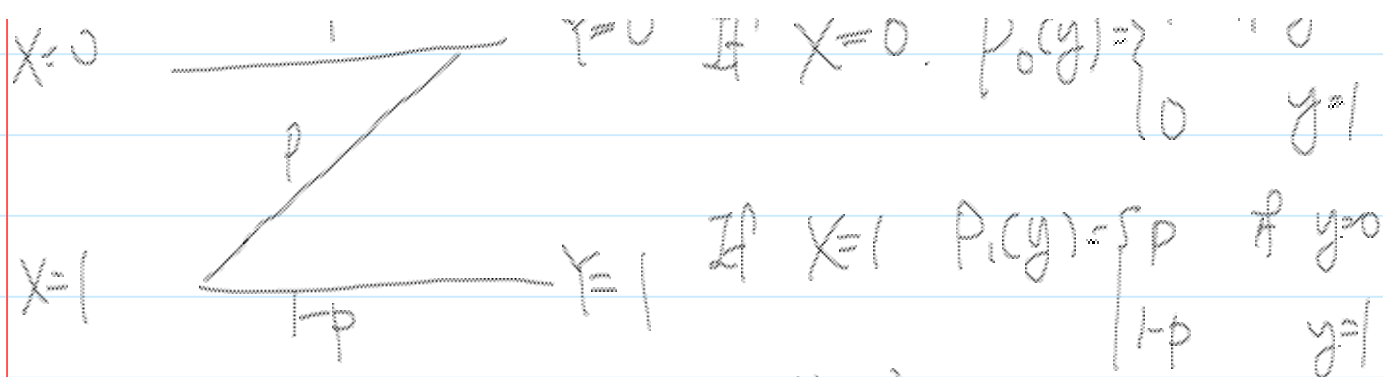 X=0 1 Y=0 If X=0. P₀(y)={ 0
0 y=1
p
If X=1 P₁(y)={ p if y=0
X=1 1-p Y=1
1-p y=1